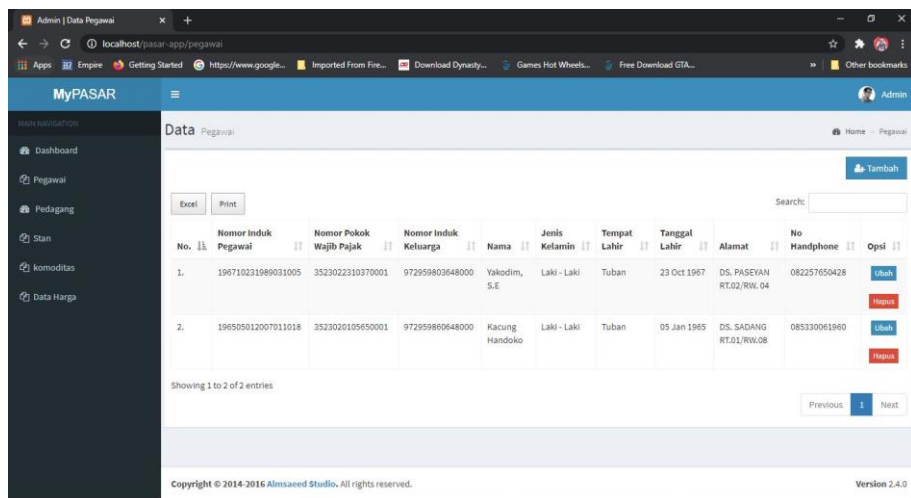 Admin | Data Pegawai
localhost/pasar-app/pegawai
Apps Empire Getting Started https://www.google... Imported From Fire... Download Dynasty... Games Hot Wheels... Free Download GTA... » Other bookmarks
MyPASAR Admin
MAIN NAVIGATION
Dashboard
Pegawai
Pedagang
Stan
komoditas
Data Harga
Data Pegawai
Home Pegawai
Tambah
Excel Print Search:
No. Nomor Induk Pegawai Nomor Pokok Wajib Pajak Nomor Induk Keluarga Nama Jenis Kelamin Tempat Lahir Tanggal Lahir Alamat No Handphone Opsi
1. 196710231989031005 3523022310370001 972959803648000 Yakodim, S.E Laki - Laki Tuban 23 Oct 1967 DS. PASEYAN RT.02/RW. 04 082257650428 Ubah Hapus
2. 196505012007011018 3523020105650001 972959860648000 Kacung Handoko Laki - Laki Tuban 05 Jan 1965 DS. SADANG RT.01/RW.08 085330061960 Ubah Hapus
Showing 1 to 2 of 2 entries
Previous 1 Next
Copyright © 2014-2016 Almsaeed Studio. All rights reserved. Version 2.4.0